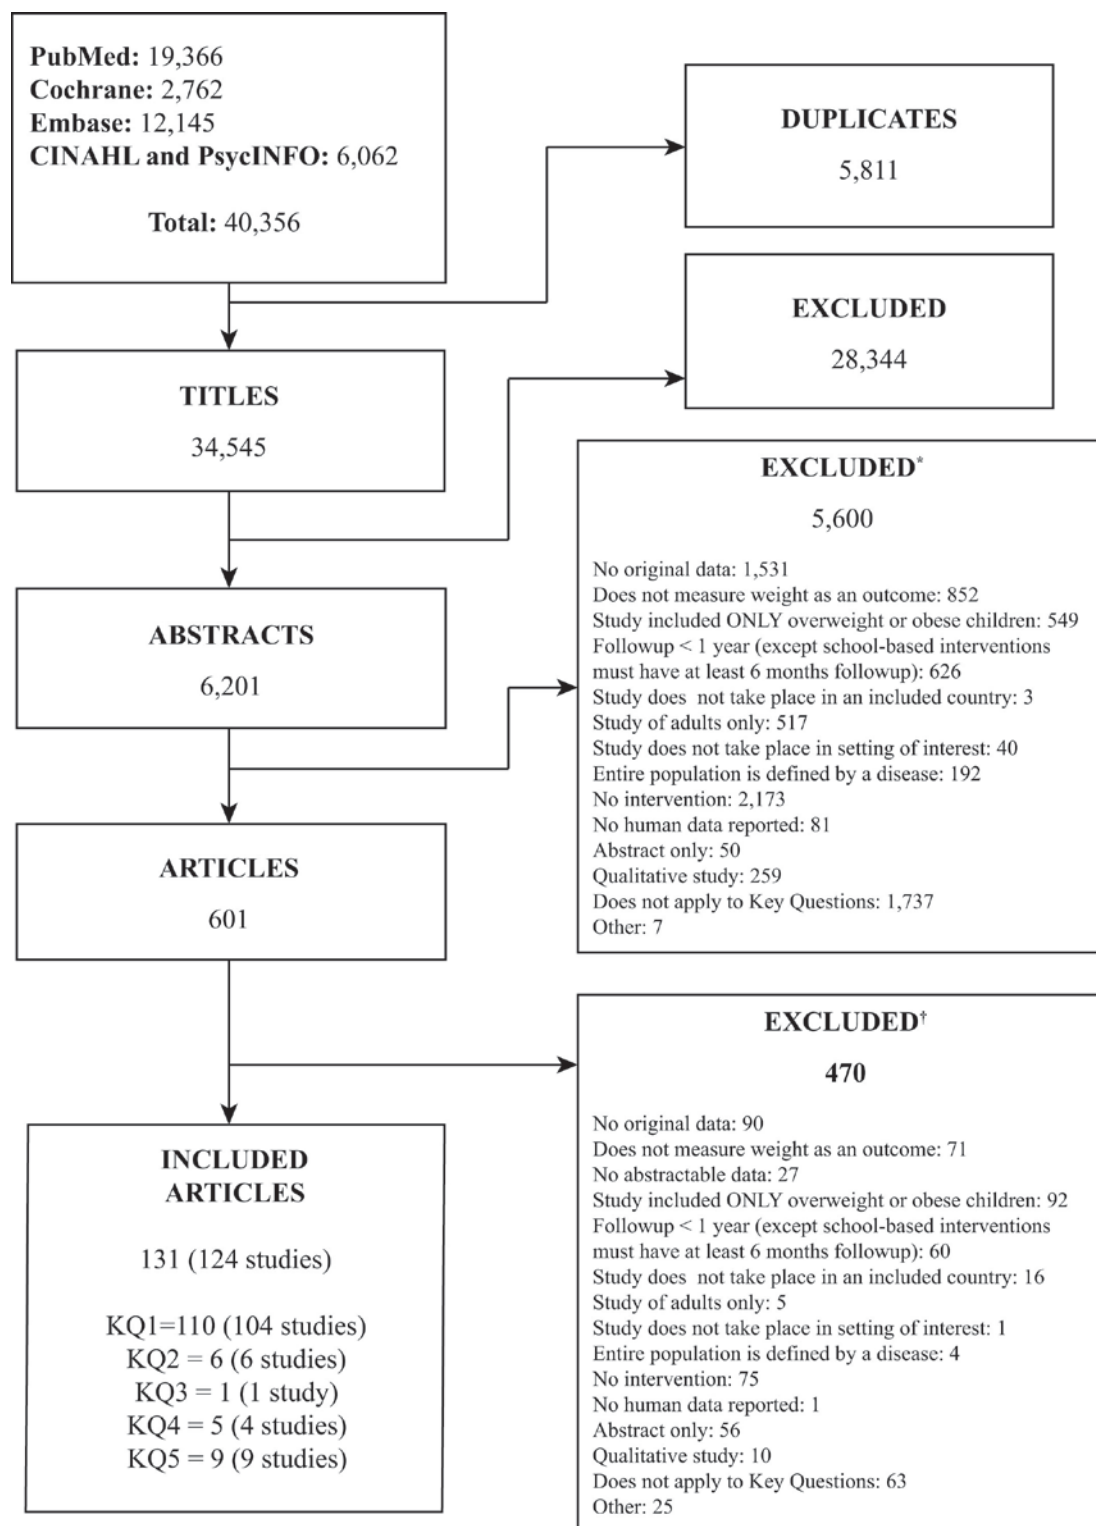 PubMed: 19,366
Cochrane: 2,762
Embase: 12,145
CINAHL and PsycINFO: 6,062
Total: 40,356
DUPLICATES
5,811
EXCLUDED
28,344
TITLES
34,545
EXCLUDED*
5,600
No original data: 1,531
Does not measure weight as an outcome: 852
Study included ONLY overweight or obese children: 549
Followup < 1 year (except school-based interventions
must have at least 6 months followup): 626
Study does not take place in an included country: 3
Study of adults only: 517
Study does not take place in setting of interest: 40
Entire population is defined by a disease: 192
No intervention: 2,173
No human data reported: 81
Abstract only: 50
Qualitative study: 259
Does not apply to Key Questions: 1,737
Other: 7
ABSTRACTS
6,201
ARTICLES
601
EXCLUDED†
470
No original data: 90
Does not measure weight as an outcome: 71
No abstractable data: 27
Study included ONLY overweight or obese children: 92
Followup < 1 year (except school-based interventions
must have at least 6 months followup): 60
Study does not take place in an included country: 16
Study of adults only: 5
Study does not take place in setting of interest: 1
Entire population is defined by a disease: 4
No intervention: 75
No human data reported: 1
Abstract only: 56
Qualitative study: 10
Does not apply to Key Questions: 63
Other: 25
INCLUDED
ARTICLES
131 (124 studies)
KQ1=110 (104 studies)
KQ2 = 6 (6 studies)
KQ3 = 1 (1 study)
KQ4 = 5 (4 studies)
KQ5 = 9 (9 studies)